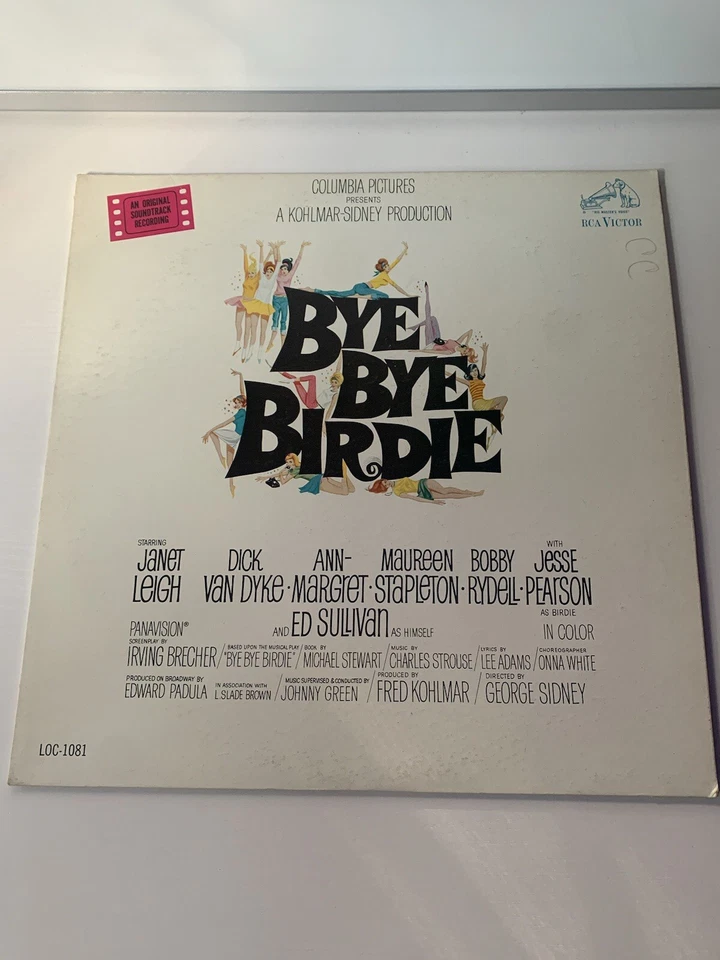 COLUMBIA PICTURES
PRESENTS
A KOHLMAR-SIDNEY PRODUCTION
AN ORIGINAL
SOUNDTRACK
RECORDING
"HIS MASTER'S VOICE"
RCA VICTOR
CC
BYE
BYE
BIRDIE
STARRING
JANET LEIGH
DICK VAN DYKE · ANN-MARGRET · MAUREEN STAPLETON · BOBBY RYDELL ·
WITH
JESSE PEARSON
AS BIRDIE
AND ED SULLIVAN AS HIMSELF
PANAVISION®
IN COLOR
SCREENPLAY BY
IRVING BRECHER /
BASED UPON THE MUSICAL PLAY
"BYE BYE BIRDIE" /
BOOK BY
MICHAEL STEWART /
MUSIC BY
CHARLES STROUSE /
LYRICS BY
LEE ADAMS /
CHOREOGRAPHER
ONNA WHITE
PRODUCED ON BROADWAY BY
EDWARD PADULA
IN ASSOCIATION WITH
L. SLADE BROWN /
MUSIC SUPERVISED & CONDUCTED BY
JOHNNY GREEN /
PRODUCED BY
FRED KOHLMAR /
DIRECTED BY
GEORGE SIDNEY
LOC-1081